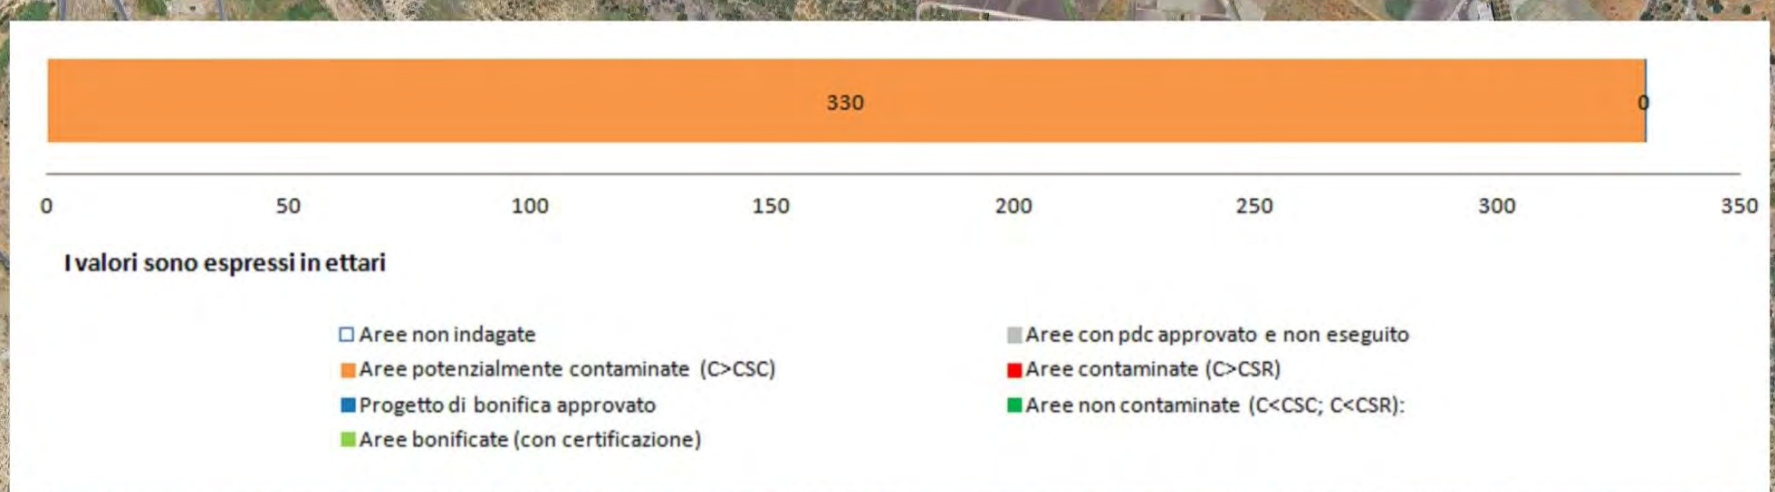 330 0
0 50 100 150 200 250 300 350
I valori sono espressi in ettari
Aree non indagate
Aree con pdc approvato e non eseguito
Aree potenzialmente contaminate (C>CSC)
Aree contaminate (C>CSR)
Progetto di bonifica approvato
Aree non contaminate (C<CSC; C<CSR):
Aree bonificate (con certificazione)